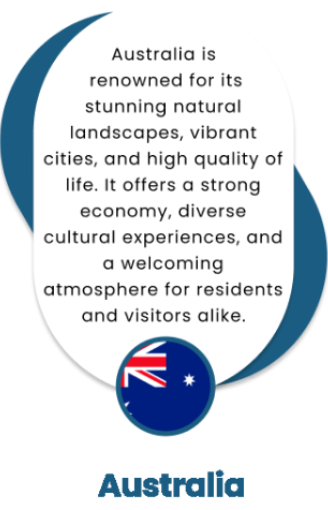 Australia is
renowned for its
stunning natural
landscapes, vibrant
cities, and high quality of
life. It offers a strong
economy, diverse
cultural experiences, and
a welcoming
atmosphere for residents
and visitors alike.
Australia